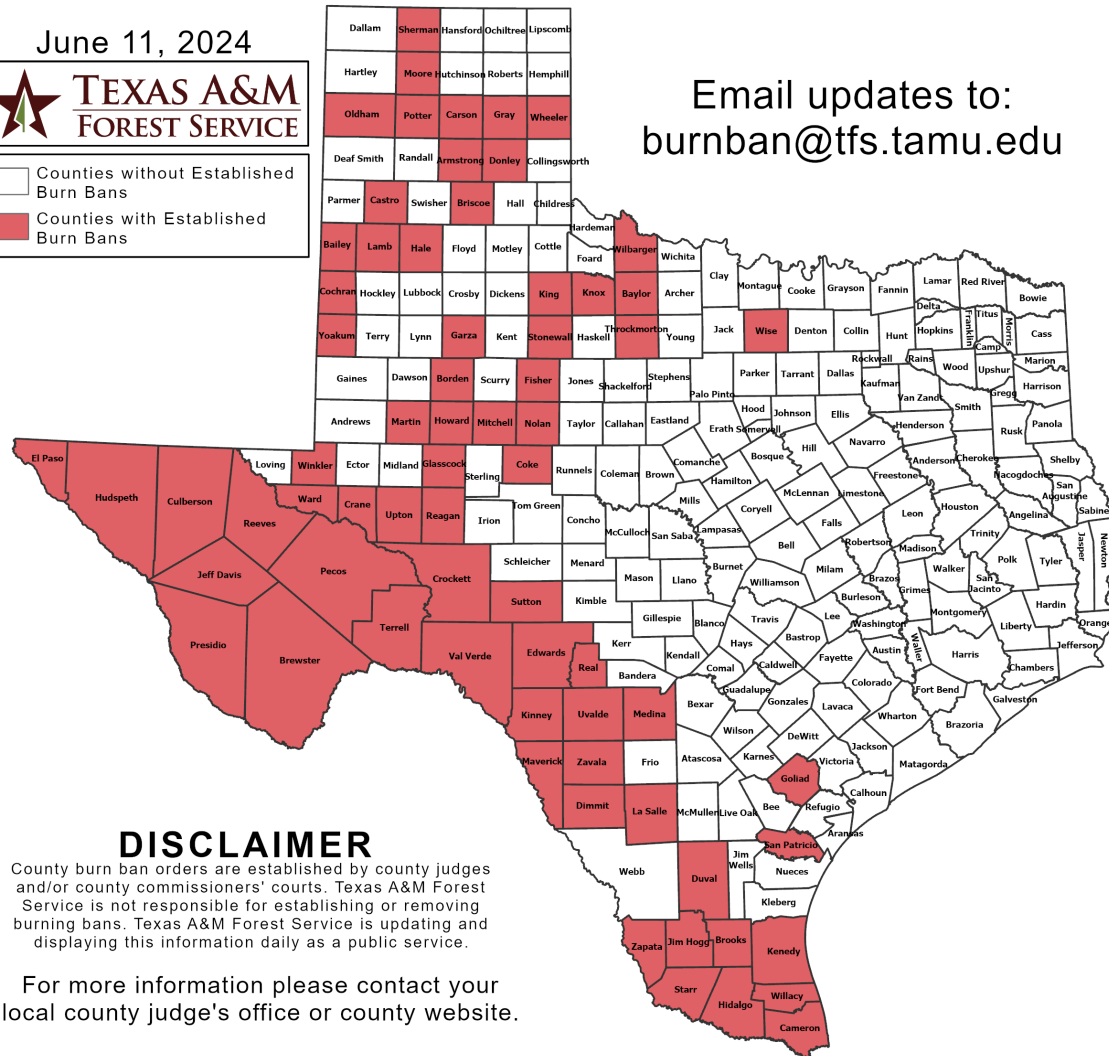 June 11, 2024
TEXAS A&M
FOREST SERVICE
Counties without Established
Burn Bans
Counties with Established
Burn Bans
Email updates to:
burnban@tfs.tamu.edu
Dallam Sherman Hansford Ochiltree Lipscomb
Hartley Moore Hutchinson Roberts Hemphill
Oldham Potter Carson Gray Wheeler
Deaf Smith Randall Armstrong Donley Collingsworth
Parmer Castro Swisher Briscoe Hall Childress
Hardeman
Bailey Lamb Hale Floyd Motley Cottle Foard Wilbarger Wichita
Clay Montague Cooke Grayson Fannin Lamar Red River Bowie
Cochran Hockley Lubbock Crosby Dickens King Knox Baylor Archer
Delta Titus Franklin Morris
Yoakum Terry Lynn Garza Kent Stonewall Haskell Throckmorton Young Jack Wise Denton Collin Hunt Hopkins Cass
Camp
Rockwall Rains Wood Upshur Marion
Gaines Dawson Borden Scurry Fisher Jones Shackelford Stephens Palo Pinto Parker Tarrant Dallas Kaufman Van Zandt Gregg Harrison
Andrews Martin Howard Mitchell Nolan Taylor Callahan Eastland Erath Hood Somervell Johnson Ellis Henderson Smith Rusk Panola
El Paso Hudspeth Culberson Reeves Loving Winkler Ector Midland Glasscock Sterling Coke Runnels Coleman Brown Comanche Hamilton Bosque Hill Navarro Freestone Anderson Cherokee Nacogdoches Shelby
San Augustine Sabine
Ward Crane Upton Reagan Irion Tom Green Concho McCulloch San Saba Mills Lampasas Coryell McLennan Limestone Falls Leon Houston Angelina Trinity
Jasper Newton
Jeff Davis Pecos Crockett Schleicher Menard Mason Llano Burnet Bell Milam Robertson Madison Walker Polk Tyler
San Jacinto
Presidio Brewster Terrell Val Verde Sutton Kimble Gillespie Blanco Williamson Travis Burleson Brazos Grimes Montgomery Liberty Hardin Orange
Edwards Real Kerr Kendall Bandera Comal Hays Caldwell Bastrop Lee Washington Fayette Austin Waller Harris Chambers Jefferson
Kinney Uvalde Medina Bexar Guadalupe Gonzales Lavaca Colorado Wharton Fort Bend Brazoria Galveston
Maverick Zavala Frio Atascosa Wilson Karnes DeWitt Victoria Jackson Matagorda
Dimmit La Salle McMullen Live Oak Bee Goliad Refugio Calhoun Aransas
Webb Duval Jim Wells San Patricio Nueces
Kleberg
Zapata Jim Hogg Brooks Kenedy
Starr Hidalgo Willacy
Cameron
DISCLAIMER
County burn ban orders are established by county judges
and/or county commissioners' courts. Texas A&M Forest
Service is not responsible for establishing or removing
burning bans. Texas A&M Forest Service is updating and
displaying this information daily as a public service.
For more information please contact your
local county judge's office or county website.